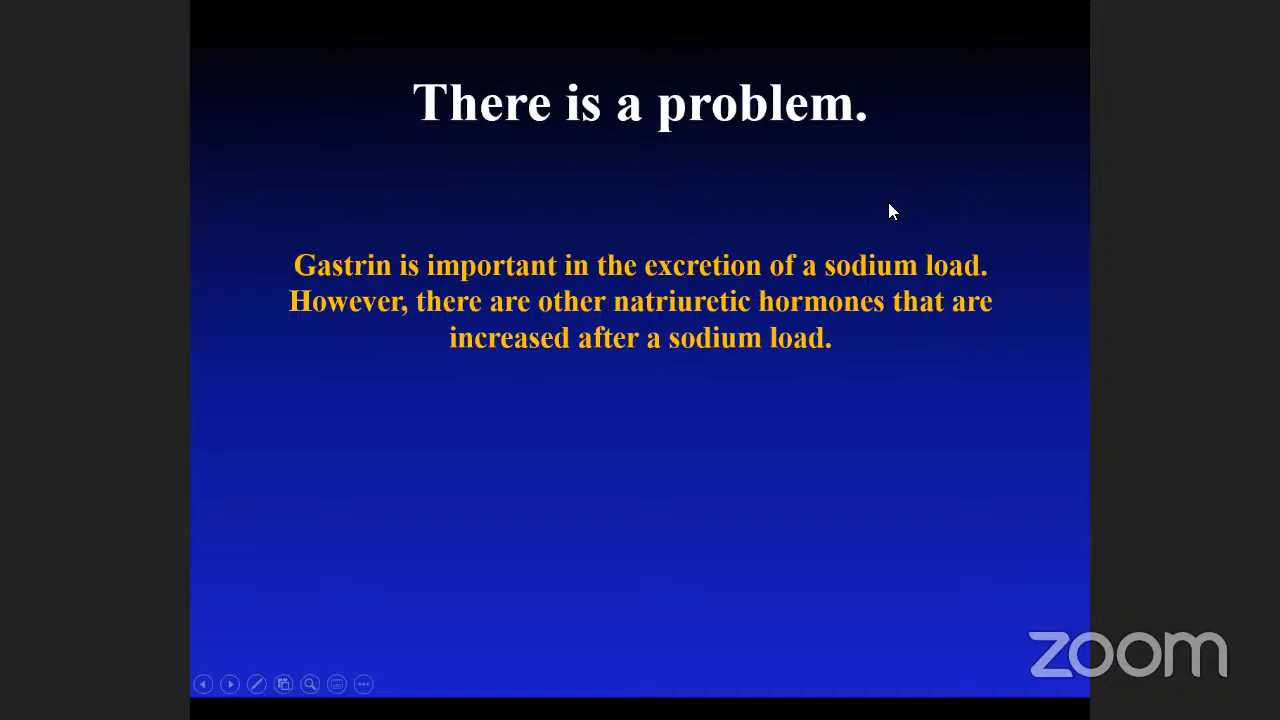 There is a problem.
Gastrin is important in the excretion of a sodium load.
However, there are other natriuretic hormones that are
increased after a sodium load.
zoom